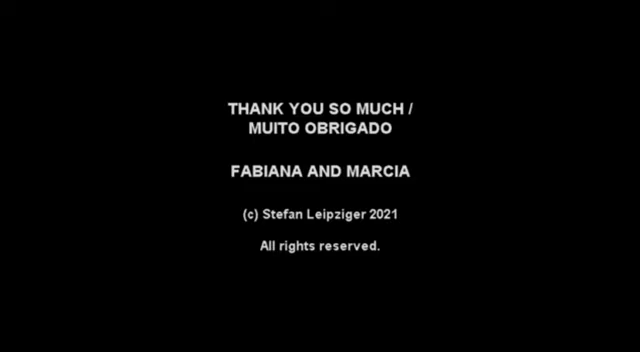 THANK YOU SO MUCH /
MUITO OBRIGADO
FABIANA AND MARCIA
(c) Stefan Leipziger 2021
All rights reserved.